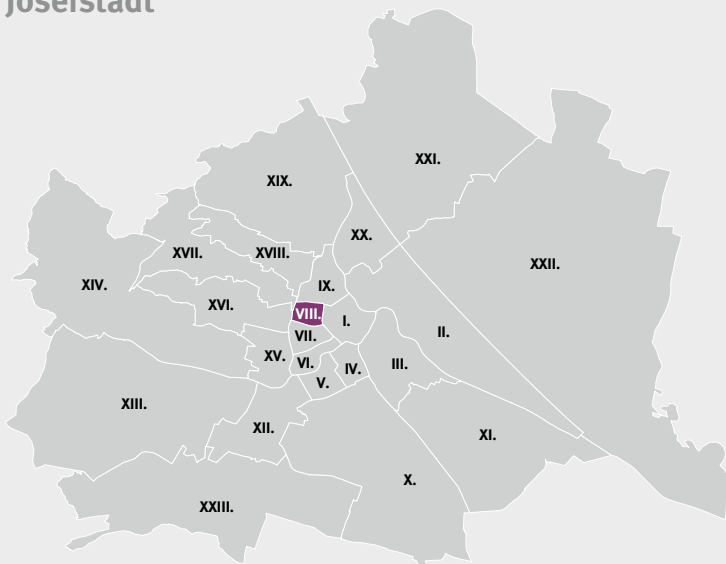 Josefstadt
XXI.
XIX.
XX.
XVII.
XVIII.
XXII.
XIV.
IX.
XVI.
VIII.
I.
II.
VII.
XV.
VI.
III.
IV.
V.
XIII.
XII.
XI.
X.
XXIII.